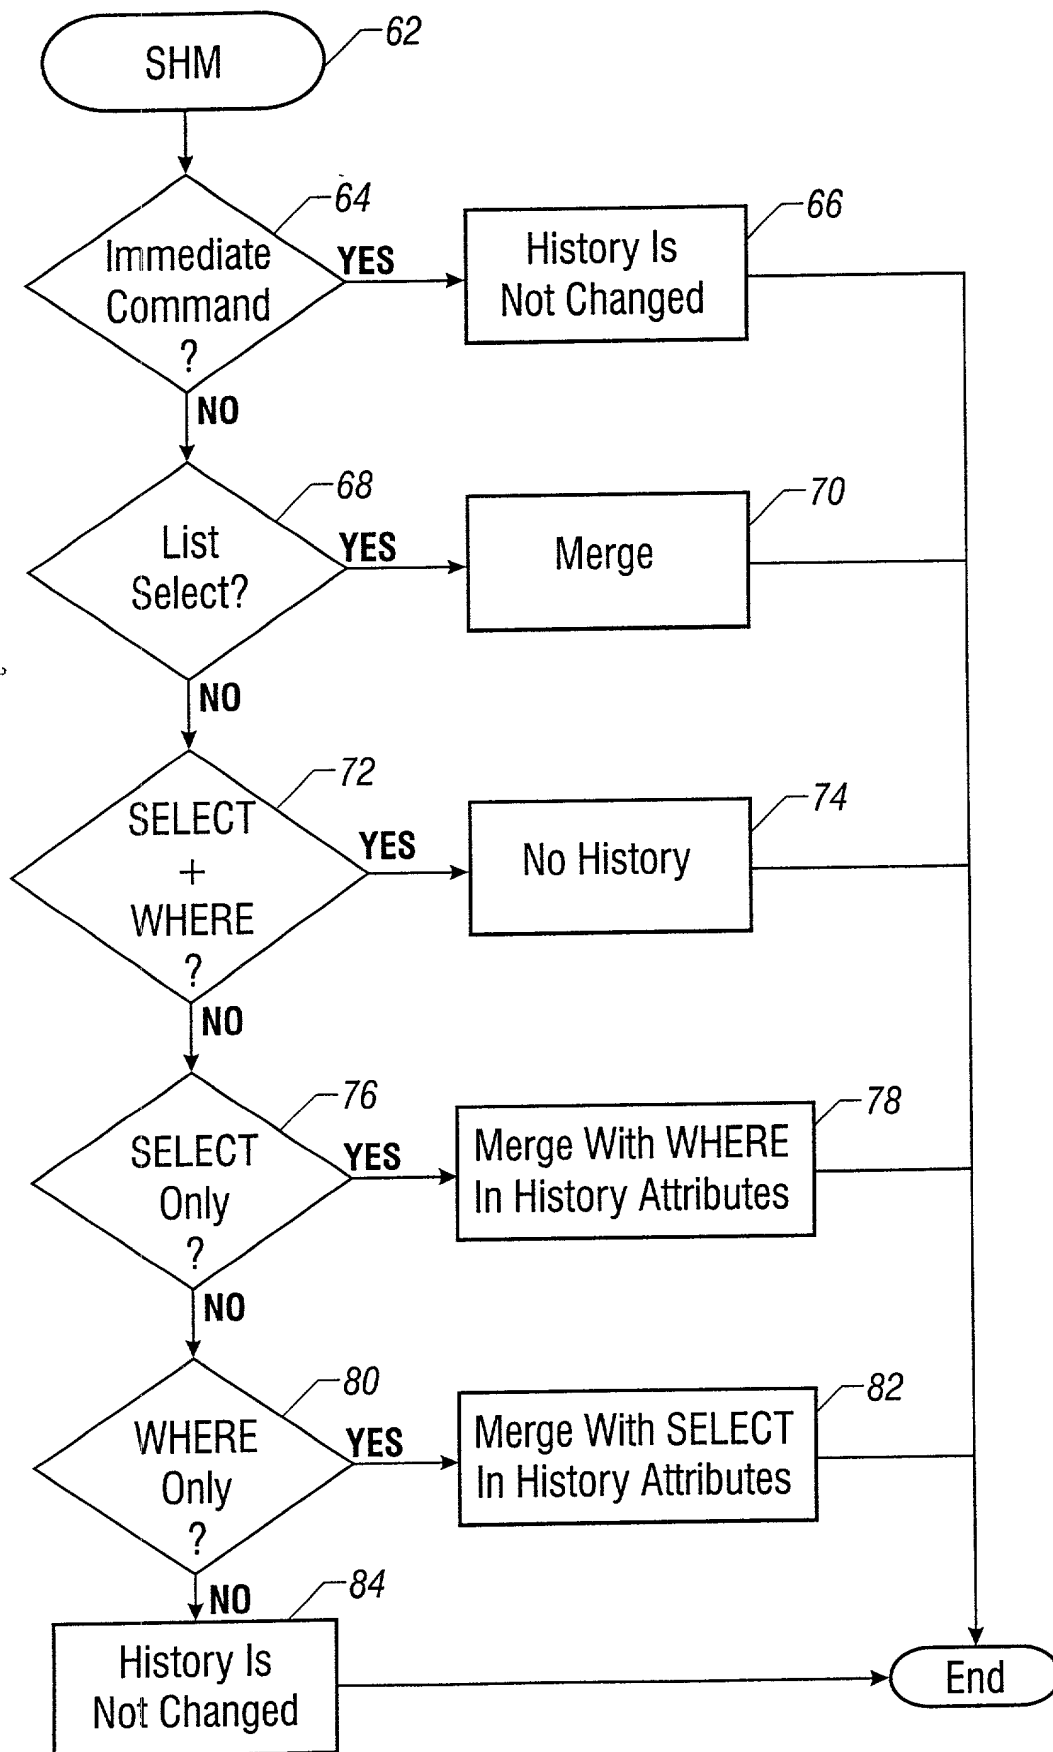 SHM
62
64
Immediate
Command
?
YES
History Is
Not Changed
66
NO
68
List
Select?
YES
Merge
70
NO
72
SELECT
+
WHERE
?
YES
No History
74
NO
76
SELECT
Only
?
YES
Merge With WHERE
In History Attributes
78
NO
80
WHERE
Only
?
YES
Merge With SELECT
In History Attributes
82
NO
84
History Is
Not Changed
End